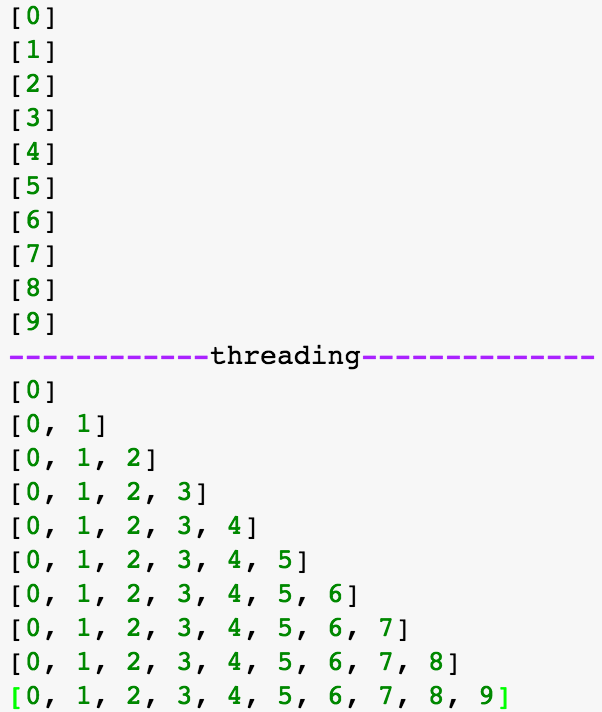 [0]
[1]
[2]
[3]
[4]
[5]
[6]
[7]
[8]
[9]
------------threading--------------
[0]
[0, 1]
[0, 1, 2]
[0, 1, 2, 3]
[0, 1, 2, 3, 4]
[0, 1, 2, 3, 4, 5]
[0, 1, 2, 3, 4, 5, 6]
[0, 1, 2, 3, 4, 5, 6, 7]
[0, 1, 2, 3, 4, 5, 6, 7, 8]
[0, 1, 2, 3, 4, 5, 6, 7, 8, 9]